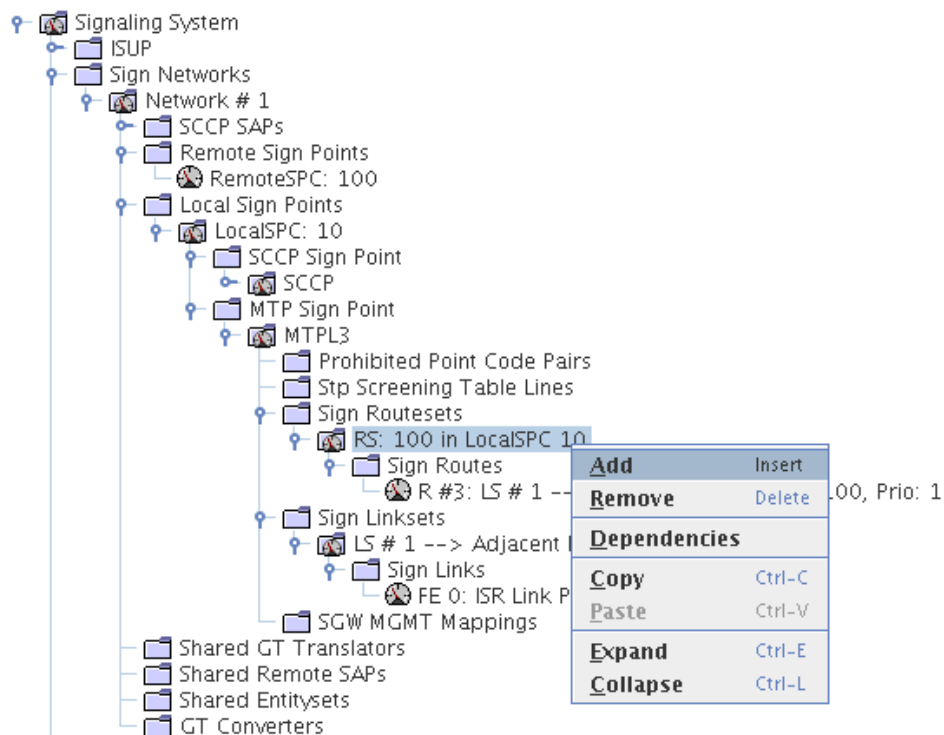 Signaling System
ISUP
Sign Networks
Network # 1
SCCP SAPs
Remote Sign Points
RemoteSPC: 100
Local Sign Points
LocalSPC: 10
SCCP Sign Point
SCCP
MTP Sign Point
MTPL3
Prohibited Point Code Pairs
Stp Screening Table Lines
Sign Routesets
RS: 100 in LocalSPC 10
Add Insert
Sign Routes
R #3: LS # 1 -- 00, Prio: 1
Remove Delete
Sign Linksets
Dependencies
LS # 1 --> Adjacent
Sign Links
Copy Ctrl-C
FE 0: ISR Link P
Paste Ctrl-V
SGW MGMT Mappings
Shared GT Translators
Expand Ctrl-E
Shared Remote SAPs
Collapse Ctrl-L
Shared Entitysets
GT Converters